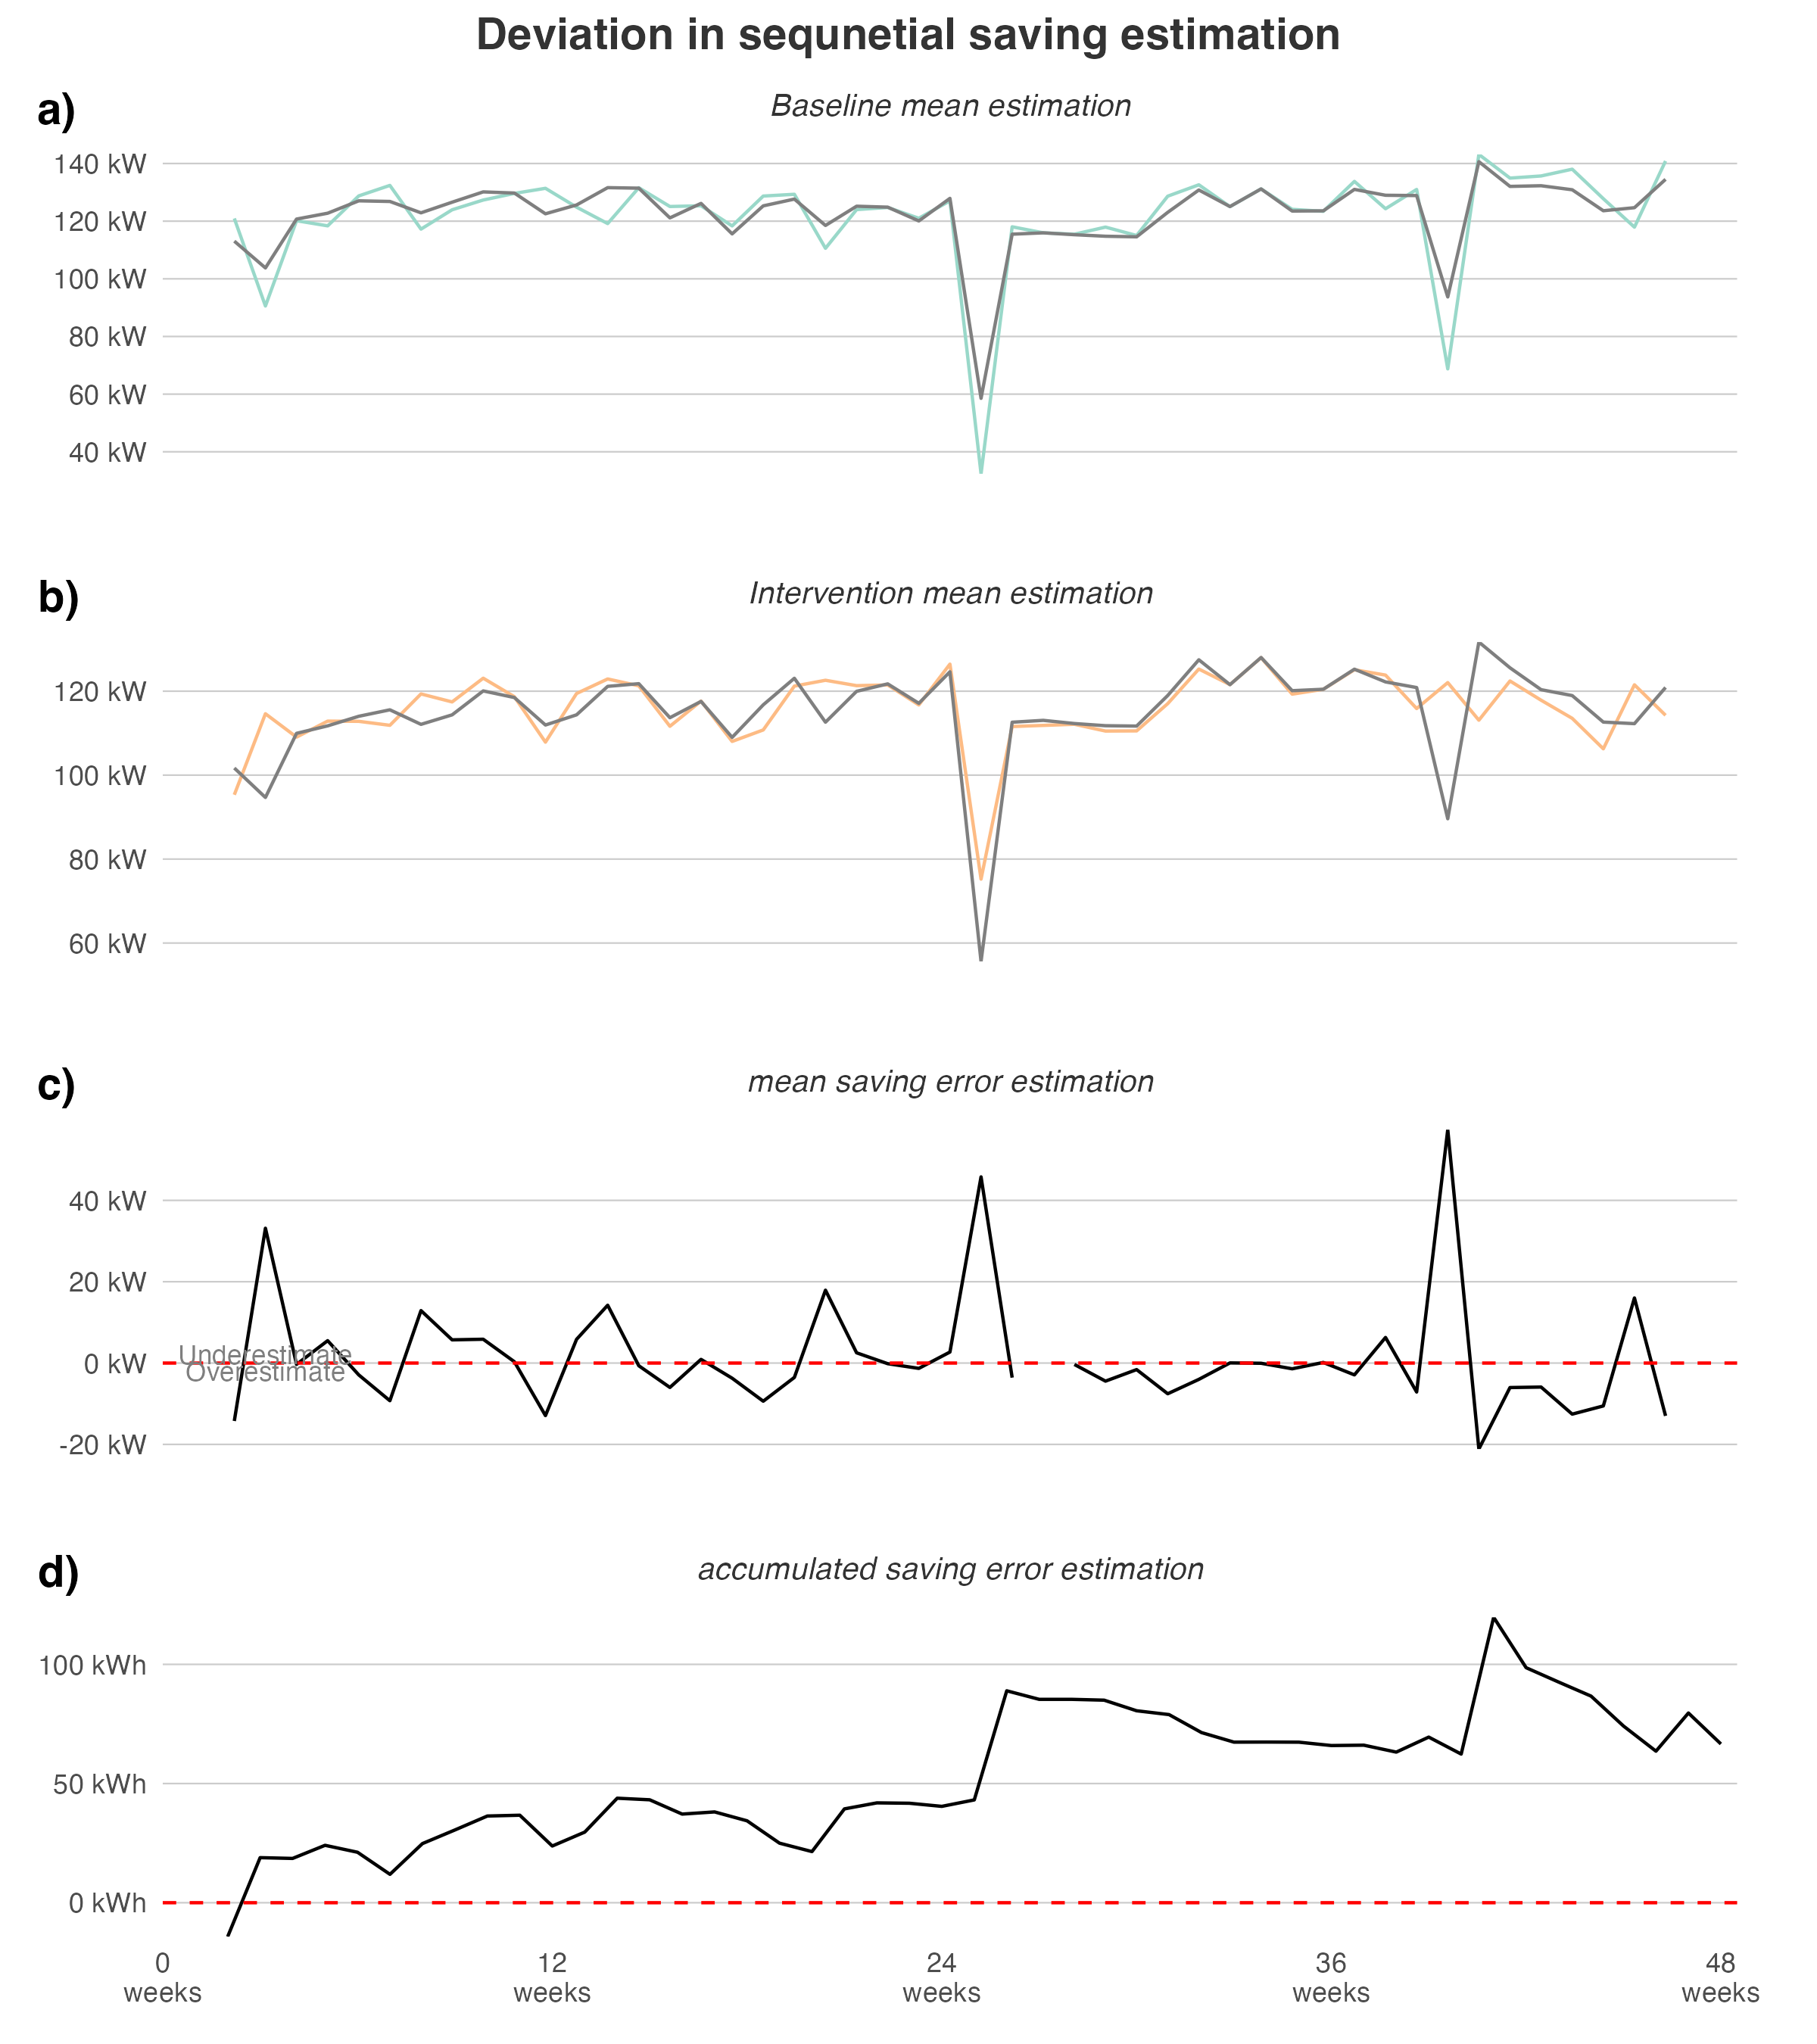 Deviation in sequnetial saving estimation
a)
Baseline mean estimation
140 kW
120 kW
100 kW
80 kW
60 kW
40 kW
b)
Intervention mean estimation
120 kW
100 kW
80 kW
60 kW
c)
mean saving error estimation
40 kW
20 kW
Underestimate
0 kW
Overestimate
-20 kW
d)
accumulated saving error estimation
100 kWh
50 kWh
0 kWh
0 12 24 36 48
weeks weeks weeks weeks weeks